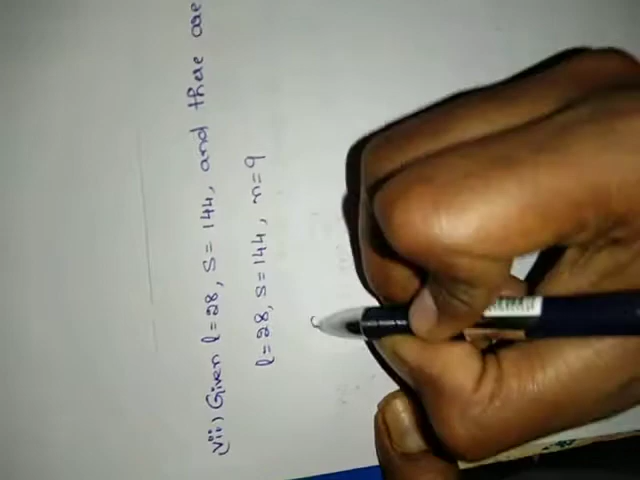 (vii) Given l=28, S=144, and there are
l=28, S=144, n=9